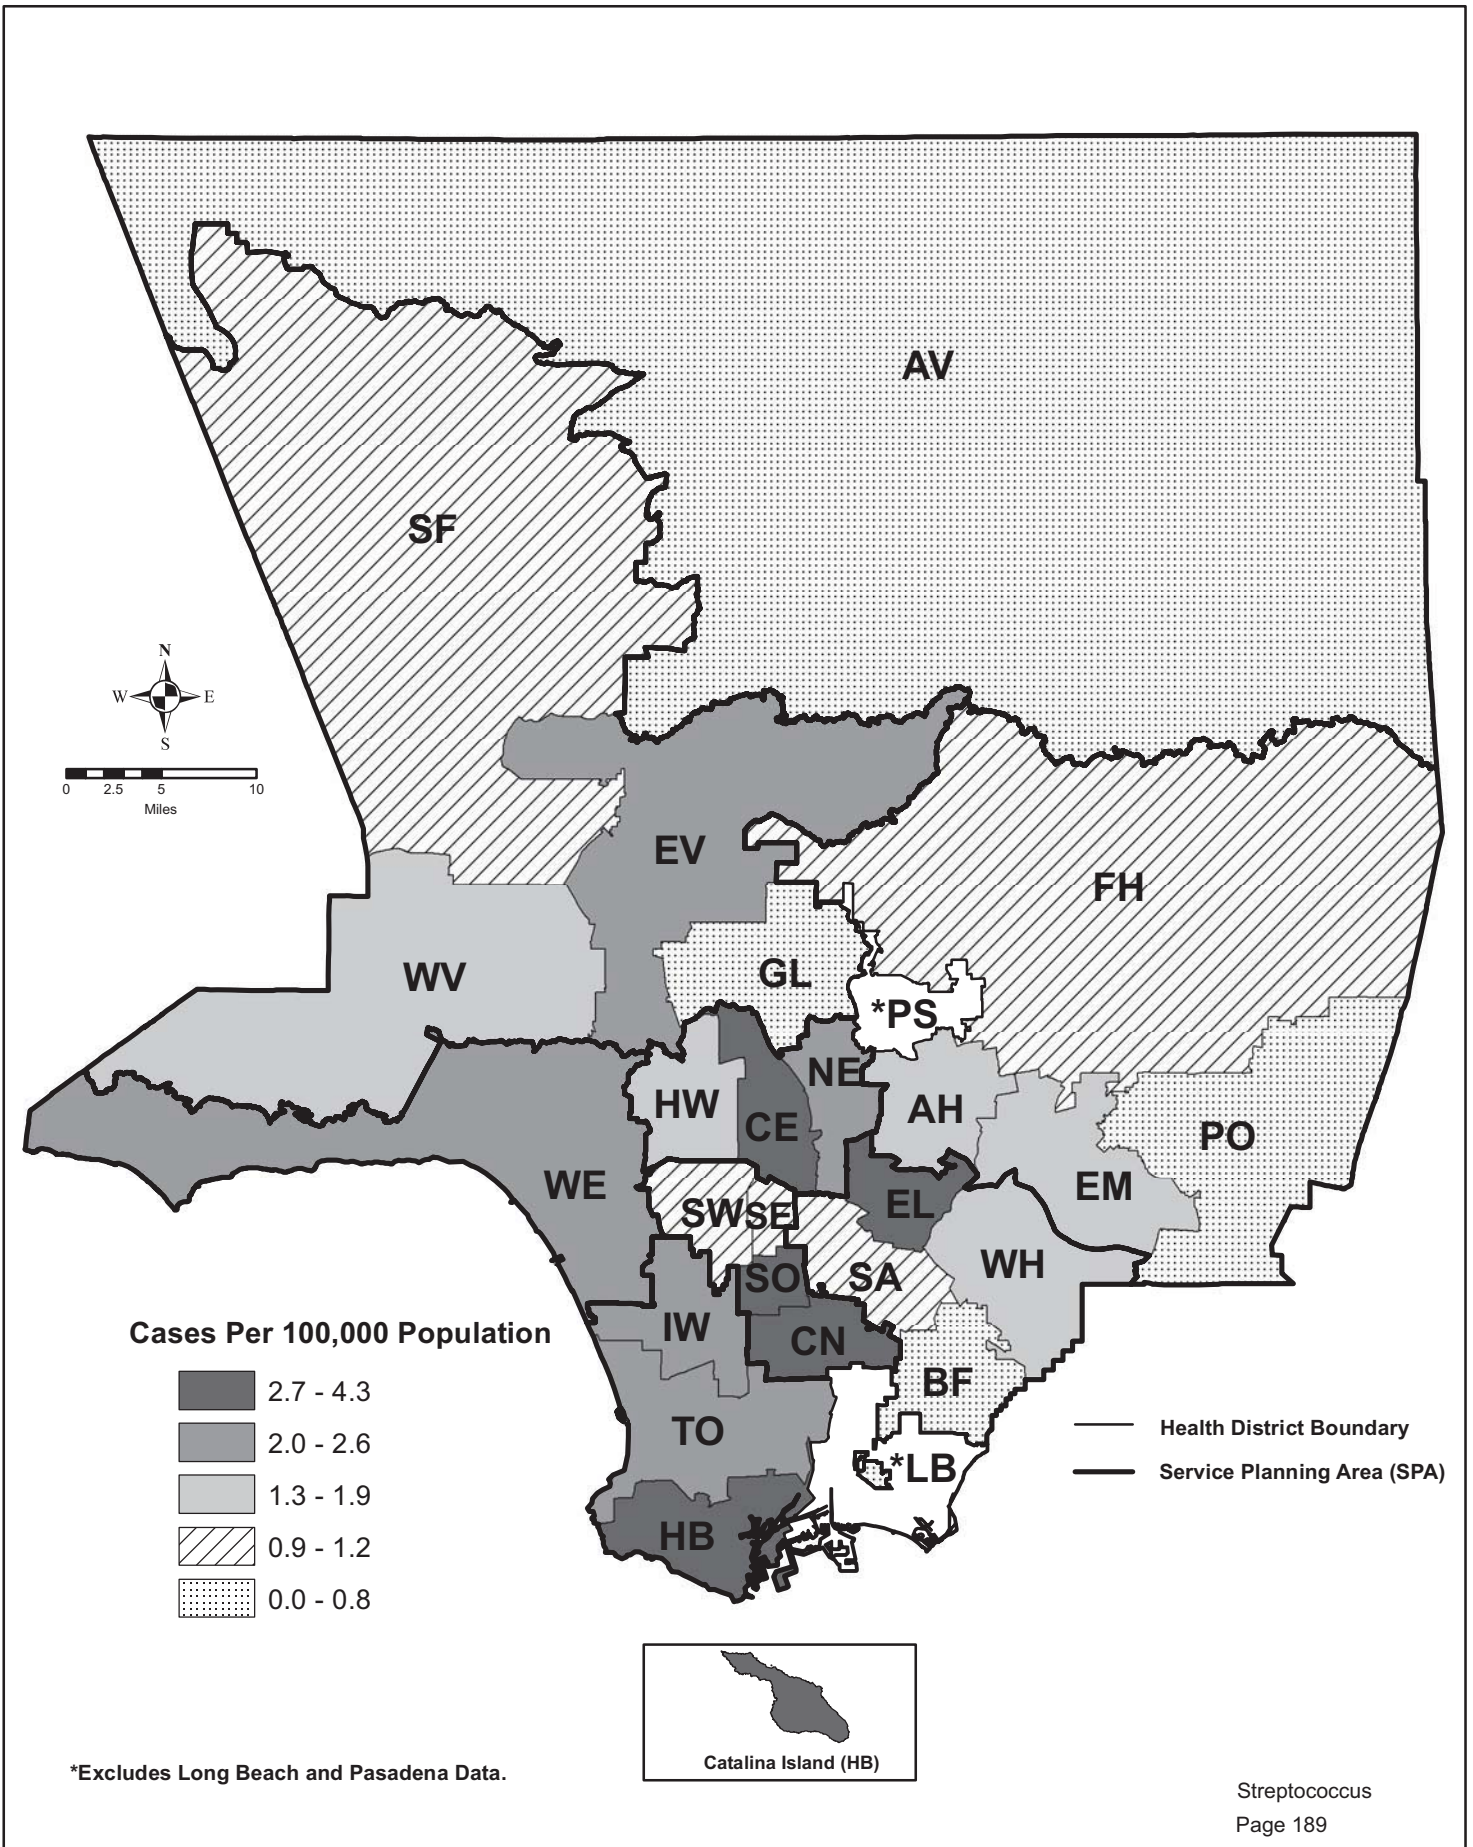 AV
SF
N
W E
S
0 2.5 5 10
Miles
EV
FH
WV
GL
*PS
NE
HW
AH
CE
PO
WE
EM
EL
SW
SE
WH
SO
SA
IW
CN
BF
TO
*LB
HB
Cases Per 100,000 Population
2.7 - 4.3
2.0 - 2.6
1.3 - 1.9
0.9 - 1.2
0.0 - 0.8
Health District Boundary
Service Planning Area (SPA)
Catalina Island (HB)
*Excludes Long Beach and Pasadena Data.
Streptococcus
Page 189